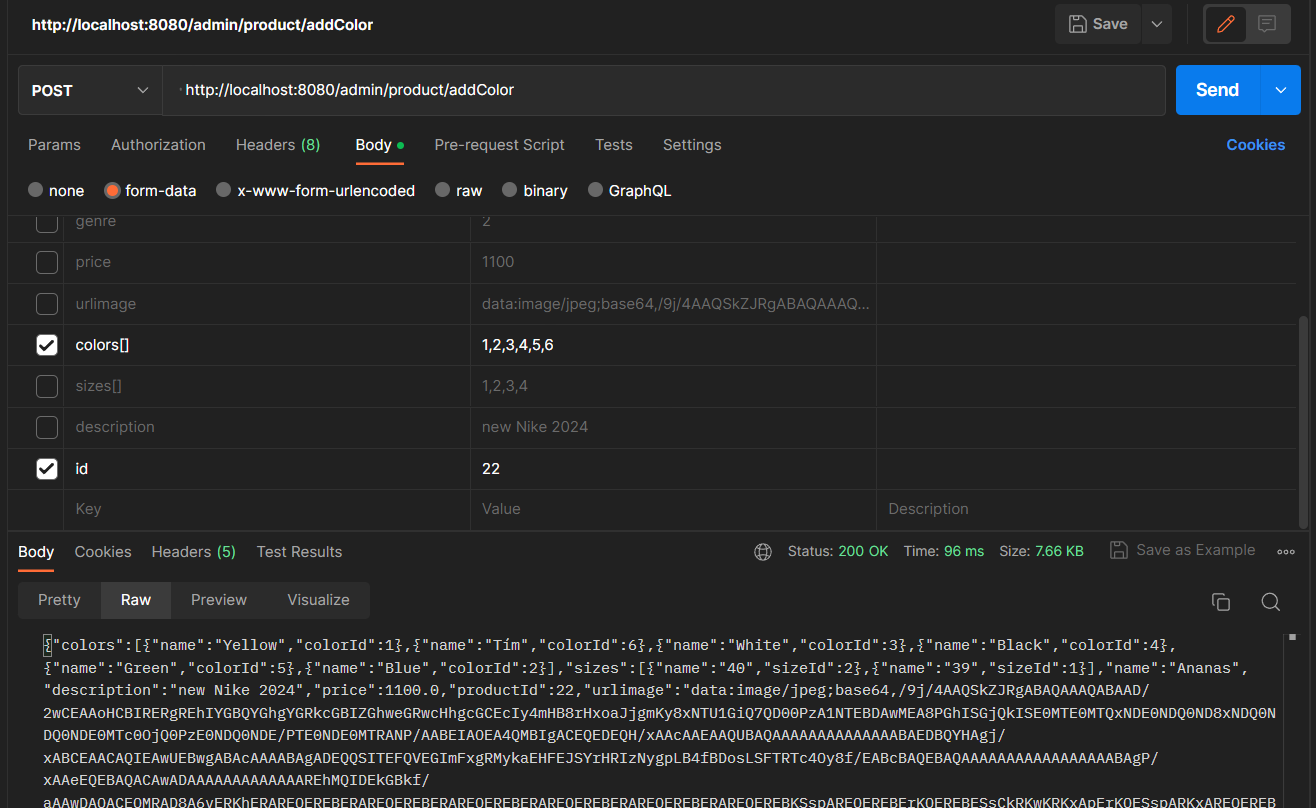 http://localhost:8080/admin/product/addColor
Save
POST
http://localhost:8080/admin/product/addColor
Send
Params Authorization Headers (8) Body Pre-request Script Tests Settings Cookies
none form-data x-www-form-urlencoded raw binary GraphQL
genre 2
price 1100
urlimage data:image/jpeg;base64,/9j/4AAQSkZJRgABAQAAAQ...
colors[] 1,2,3,4,5,6
sizes[] 1,2,3,4
description new Nike 2024
id 22
Key Value Description
Body Cookies Headers (5) Test Results Status: 200 OK Time: 96 ms Size: 7.66 KB Save as Example
Pretty Raw Preview Visualize
{"colors":[{"name":"Yellow","colorId":1},{"name":"Tím","colorId":6},{"name":"White","colorId":3},{"name":"Black","colorId":4},
{"name":"Green","colorId":5},{"name":"Blue","colorId":2}],"sizes":[{"name":"40","sizeId":2},{"name":"39","sizeId":1}],"name":"Ananas",
"description":"new Nike 2024","price":1100.0,"productId":22,"urlimage":"data:image/jpeg;base64,/9j/4AAQSkZJRgABAQAAAQABAAD/
2wCEAAoHCBIRERgREhIYGBQYGhgYGRkcGBIZGhweGRwcHhgcGCEcIy4mHB8rHxoaJjgmKy8xNTU1GiQ7QD00PzA1NTEBDAwMEA8PGhISGjQkISE0MTE0MTQxNDE0NDQ0ND8xNDQ0N
DQ0NDE0MTc0OjQ0PzE0NDQ0NDE/PTE0NDE0MTRANP/AABEIAOEA4QMBIgACEQEDEQH/xAAcAAEAAQUBAQAAAAAAAAAAAAAABAEDBQYHAgj/
xABCEAACAQIEAwUEBwgABAcAAAABAgADEQQSITEFQVEGImFxgRMykaEHFEJSYrHRIzNygpLB4fBDosLSFTRTc4Oy8f/EABcBAQEBAQAAAAAAAAAAAAAAAAABAgP/
xAAeEQEBAQACAwADAAAAAAAAAAAREhMQIDEkGBkf/